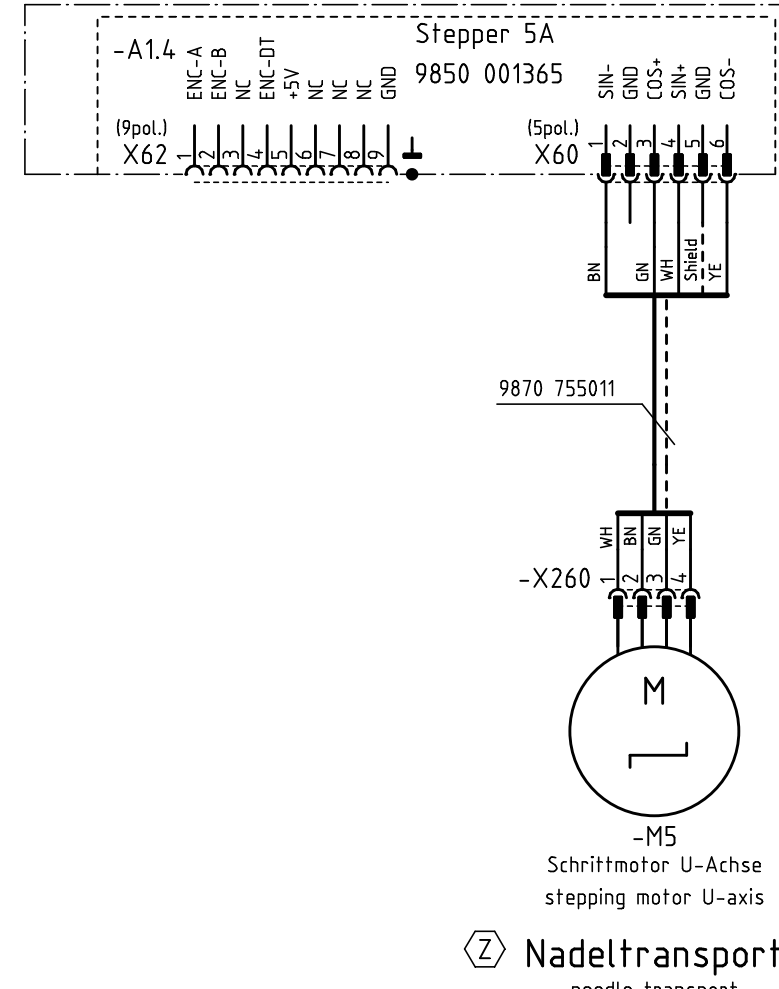 Stepper 5A
-A1.4
9850 001365
ENC-A
ENC-B
NC
ENC-DT
+5V
NC
NC
NC
GND
SIN-
GND
COS+
SIN+
GND
COS-
(9pol.)
X62
1 2 3 4 5 6 7 8 9
(5pol.)
X60
1 2 3 4 5 6
BN
GN
WH
Shield
YE
9870 755011
WH
BN
GN
YE
-X260
1 2 3 4
M
-M5
Schrittmotor U-Achse
stepping motor U-axis
Z Nadeltransport
needle transport